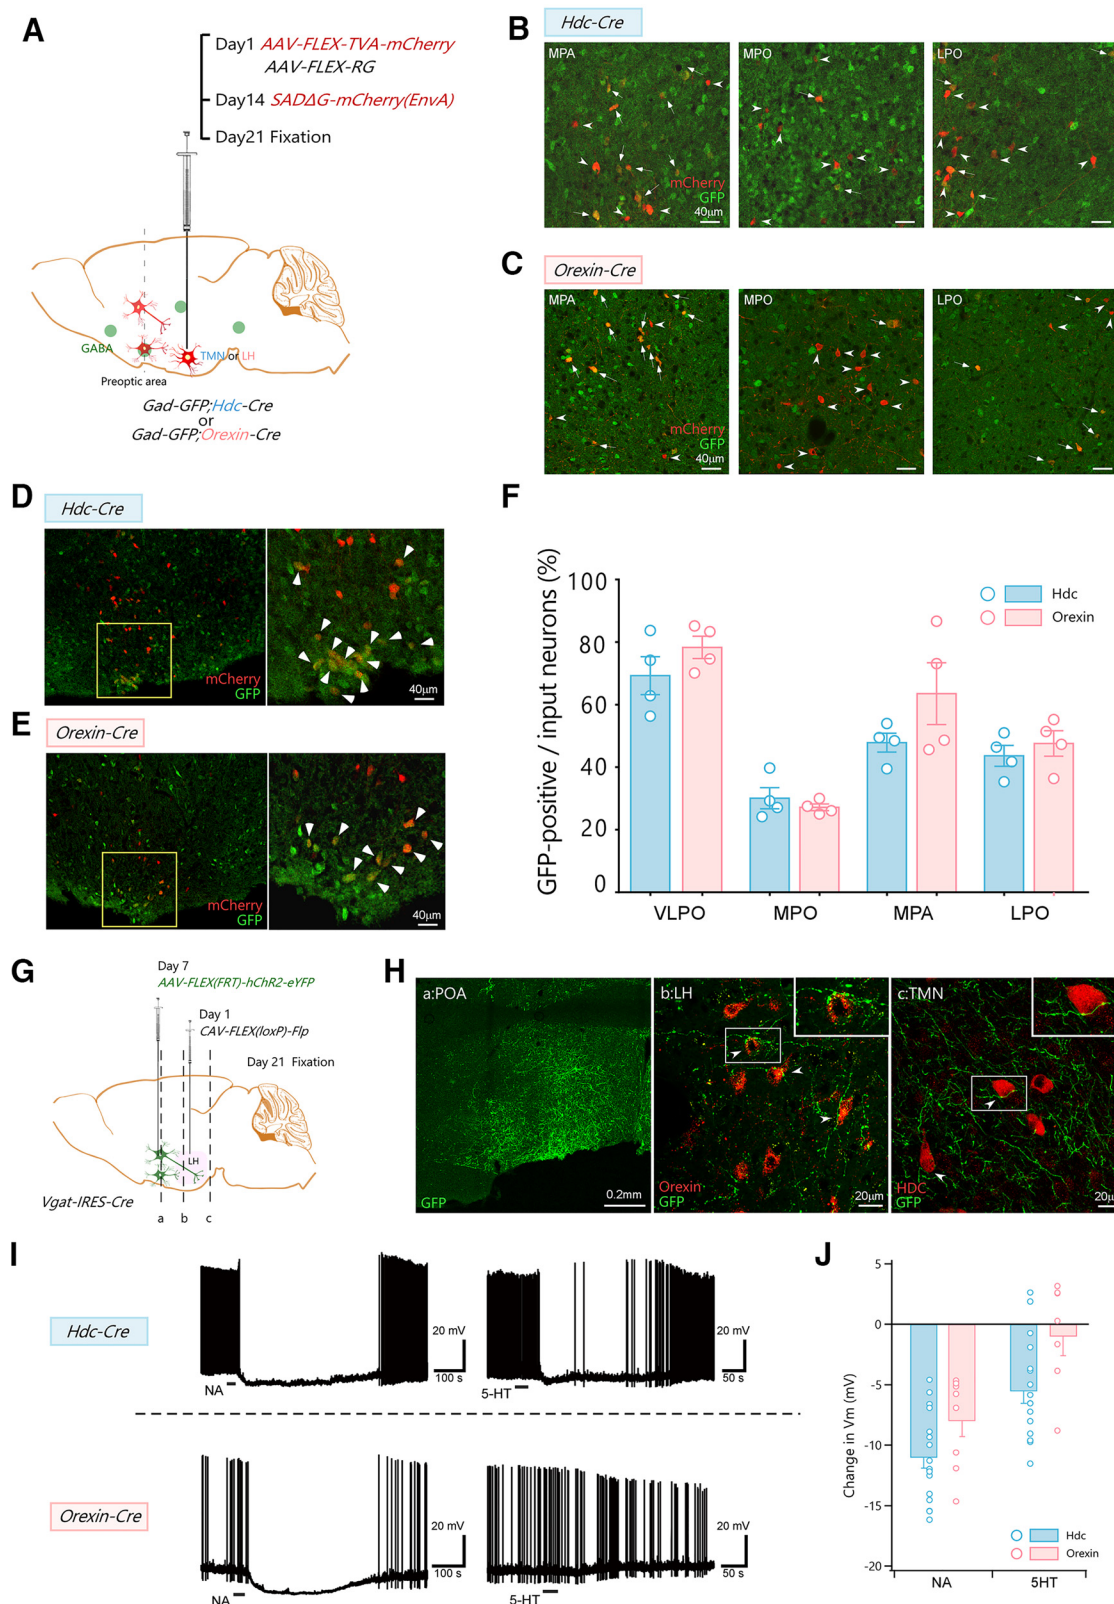 A
Day1 AAV-FLEX-TVA-mCherry
AAV-FLEX-RG
Day14 SADΔG-mCherry(EnvA)
Day21 Fixation
GABA
TMN or LH
Preoptic area
Gad-GFP;Hdc-Cre
or
Gad-GFP;Orexin-Cre
B
Hdc-Cre
MPA
MPO
LPO
mCherry
GFP
40μm
C
Orexin-Cre
MPA
MPO
LPO
mCherry
GFP
40μm
D
Hdc-Cre
mCherry
GFP
40μm
E
Orexin-Cre
mCherry
GFP
40μm
F
GFP-positive / input neurons (%)
100
80
60
40
20
0
Hdc
Orexin
VLPO
MPO
MPA
LPO
G
Day 7
AAV-FLEX(FRT)-hChR2-eYFP
Day 1
CAV-FLEX(loxP)-Flp
Day 21 Fixation
LH
Vgat-IRES-Cre
a
b
c
H
a:POA
GFP
0.2mm
b:LH
Orexin
GFP
20μm
c:TMN
HDC
GFP
20μ
I
Hdc-Cre
NA
20 mV
100 s
5-HT
20 mV
50 s
Orexin-Cre
NA
20 mV
100 s
5-HT
20 mV
50 s
J
Change in Vm (mV)
5
0
-5
-10
-15
-20
Hdc
Orexin
NA
5HT